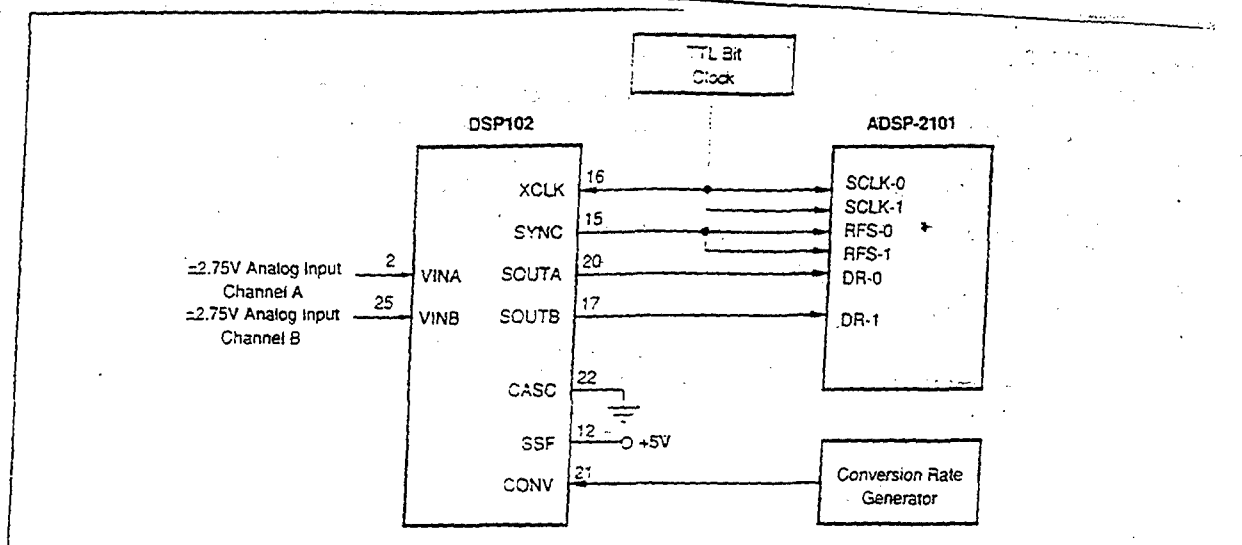 TTL Bit
Clock
DSP102
ADSP-2101
XCLK
16
SCLK-0
SCLK-1
SYNC
15
RFS-0
RFS-1
±2.75V Analog Input
Channel A
2
VINA
SOUTA
20
DR-0
±2.75V Analog Input
Channel B
25
VINB
SOUTB
17
DR-1
CASC
22
SSF
12
+5V
CONV
21
Conversion Rate
Generator